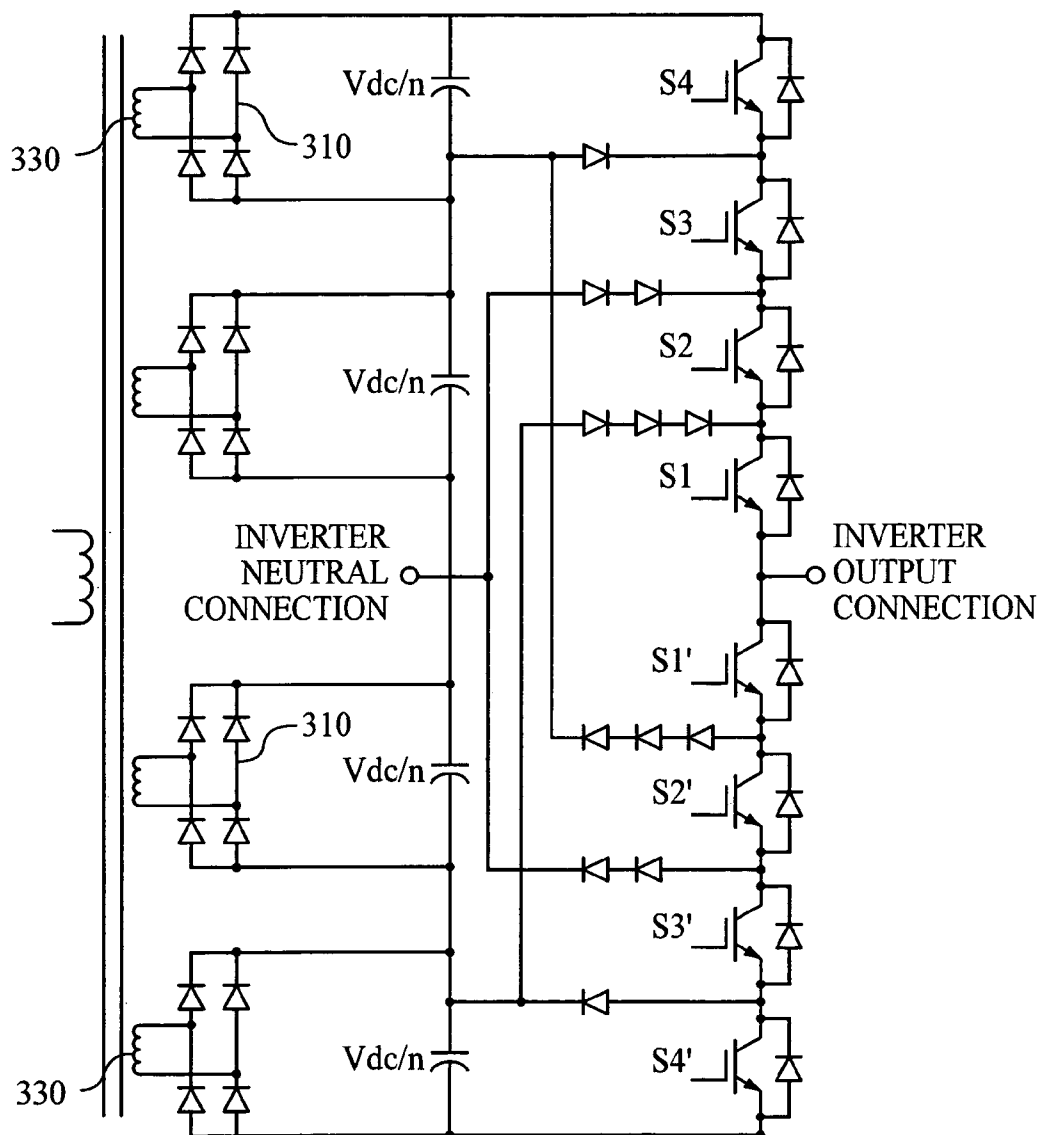 Vdc/n
S4
330
310
S3
S2
Vdc/n
S1
INVERTER
NEUTRAL
CONNECTION
INVERTER
OUTPUT
CONNECTION
S1'
310
Vdc/n
S2'
S3'
Vdc/n
S4'
330